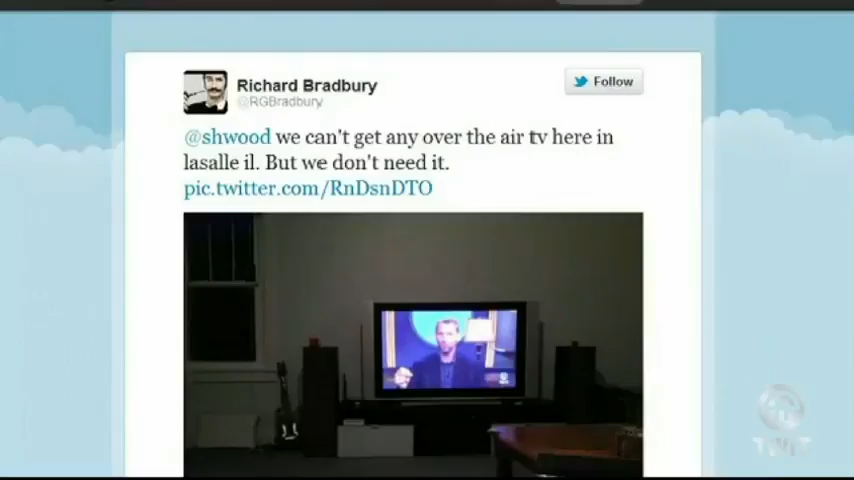 Richard Bradbury
@RGBradbury
Follow
@shwood we can't get any over the air tv here in
lasalle il. But we don't need it.
pic.twitter.com/RnDsnDTO
TWiT